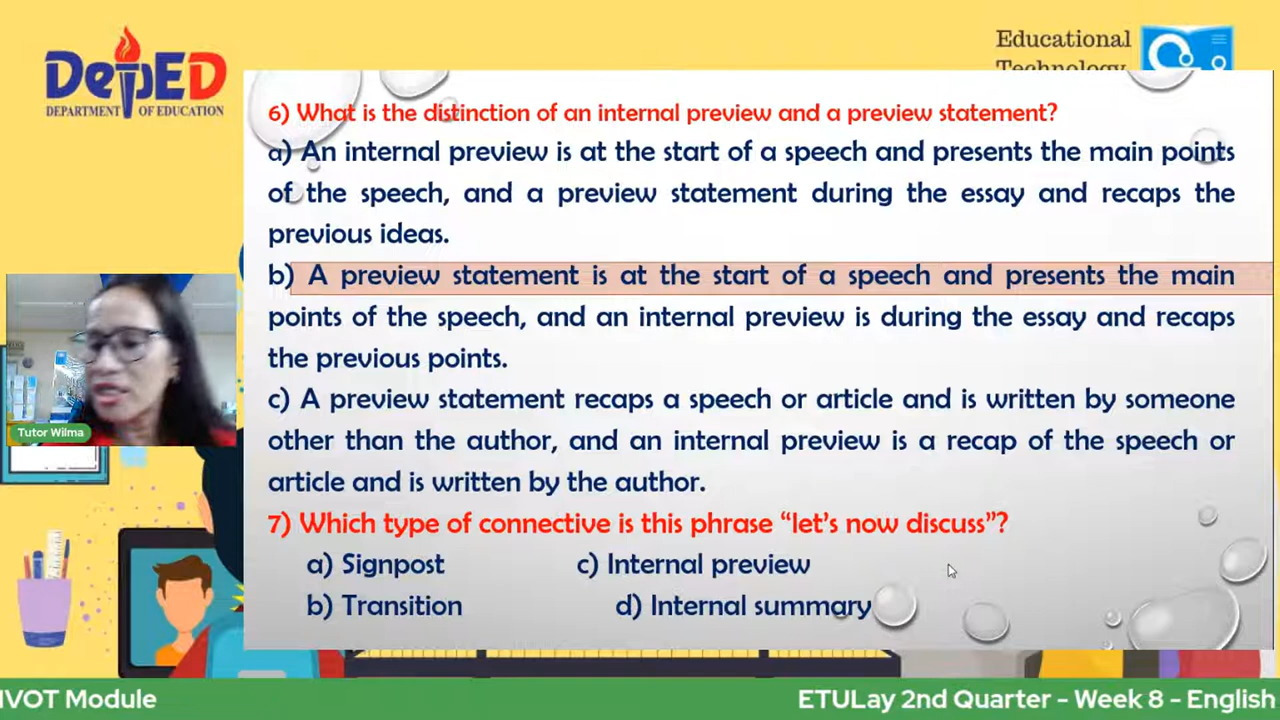 DepED
DEPARTMENT OF EDUCATION
Educational
Technology
6) What is the distinction of an internal preview and a preview statement?
a) An internal preview is at the start of a speech and presents the main points
of the speech, and a preview statement during the essay and recaps the
previous ideas.
b) A preview statement is at the start of a speech and presents the main
points of the speech, and an internal preview is during the essay and recaps
the previous points.
c) A preview statement recaps a speech or article and is written by someone
other than the author, and an internal preview is a recap of the speech or
article and is written by the author.
7) Which type of connective is this phrase “let's now discuss”?
a) Signpost c) Internal preview
b) Transition d) Internal summary
Tutor Wilma
IVOT Module
ETULay 2nd Quarter - Week 8 - English